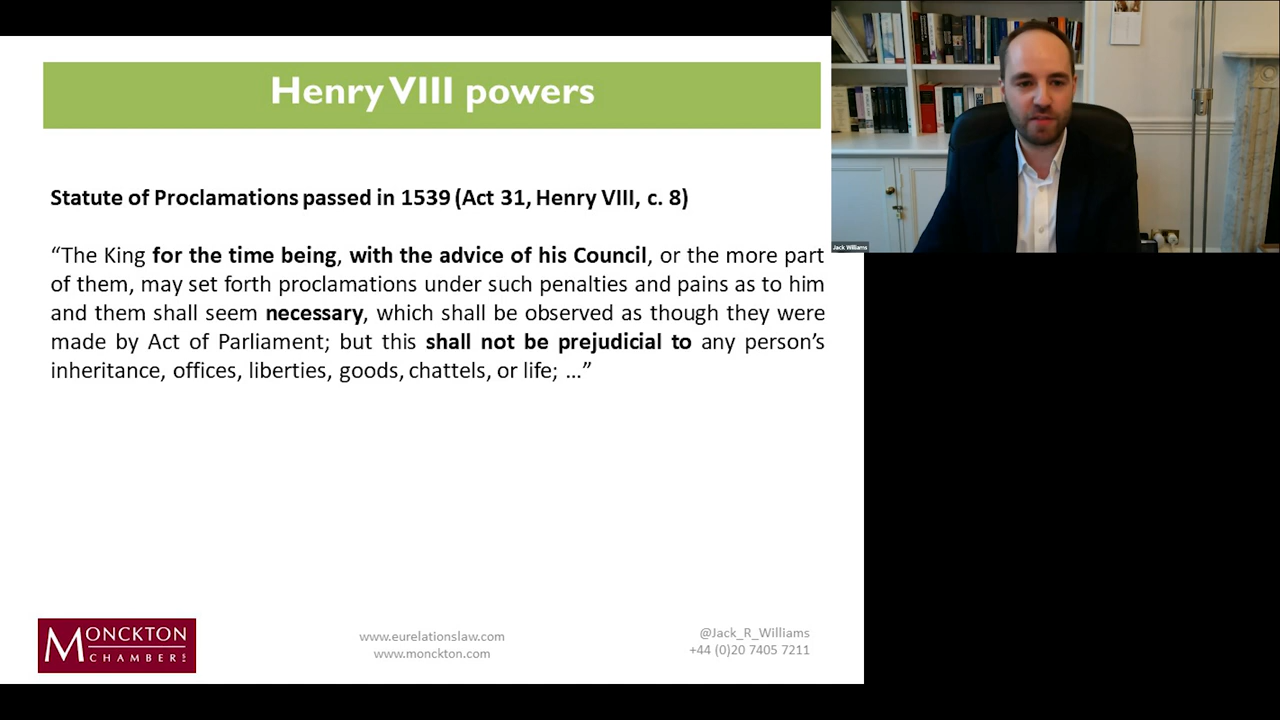 Henry VIII powers
Statute of Proclamations passed in 1539 (Act 31, Henry VIII, c. 8)
“The King for the time being, with the advice of his Council, or the more part
of them, may set forth proclamations under such penalties and pains as to him
and them shall seem necessary, which shall be observed as though they were
made by Act of Parliament; but this shall not be prejudicial to any person’s
inheritance, offices, liberties, goods, chattels, or life; …”
MONCKTON
CHAMBERS
www.eurelationslaw.com
www.monckton.com
@Jack_R_Williams
+44 (0)20 7405 7211
Jack Williams